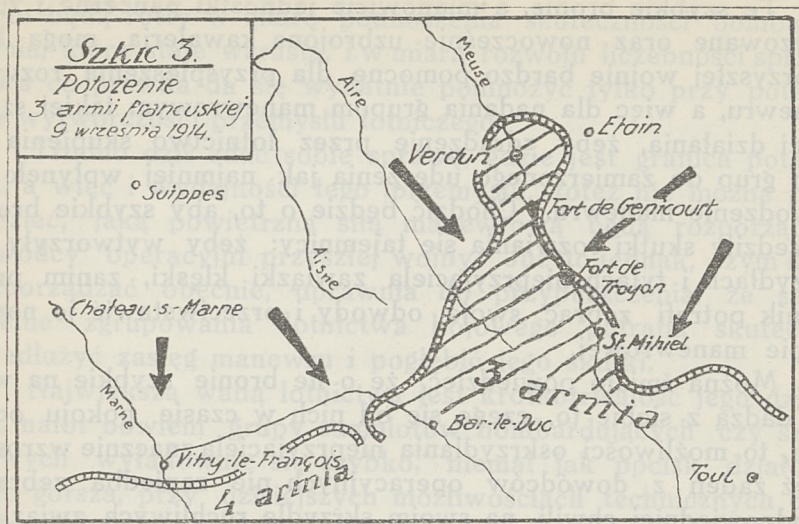 Szkic 3.
Położenie
3 armii francuskiej
9 września 1914.
Meuse
Aire
Etain
Verdun
Suippes
Fort de Génicourt
Aisne
Fort de
Troyon
Chateau s.-Marne
St. Mihiel
Marne
3 armia
Bar-le-Duc
Vitry-le-François
Toul
4 armia